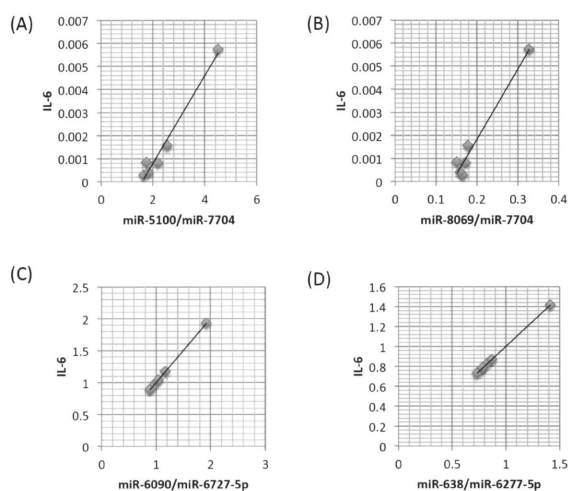 (A)
0.007
0.006
0.005
0.004
0.003
0.002
0.001
0
IL-6
0 2 4 6
miR-5100/miR-7704
(B)
0.007
0.006
0.005
0.004
0.003
0.002
0.001
0
IL-6
0 0.1 0.2 0.3 0.4
miR-8069/miR-7704
(C)
2.5
2
1.5
1
0.5
0
IL-6
0 1 2 3
miR-6090/miR-6727-5p
(D)
1.6
1.4
1.2
1
0.8
0.6
0.4
0.2
0
IL-6
0 0.5 1 1.5
miR-638/miR-6277-5p